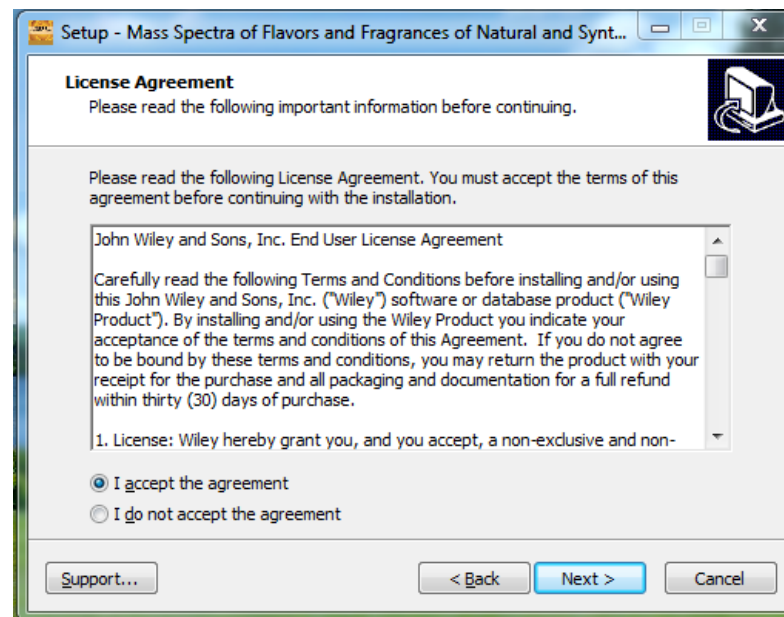 Setup - Mass Spectra of Flavors and Fragrances of Natural and Synt...
License Agreement
Please read the following important information before continuing.
Please read the following License Agreement. You must accept the terms of this
agreement before continuing with the installation.
John Wiley and Sons, Inc. End User License Agreement
Carefully read the following Terms and Conditions before installing and/or using
this John Wiley and Sons, Inc. ("Wiley") software or database product ("Wiley
Product"). By installing and/or using the Wiley Product you indicate your
acceptance of the terms and conditions of this Agreement.  If you do not agree
to be bound by these terms and conditions, you may return the product with your
receipt for the purchase and all packaging and documentation for a full refund
within thirty (30) days of purchase.
1. License: Wiley hereby grant you, and you accept, a non-exclusive and non-
I accept the agreement
I do not accept the agreement
Support...
< Back
Next >
Cancel